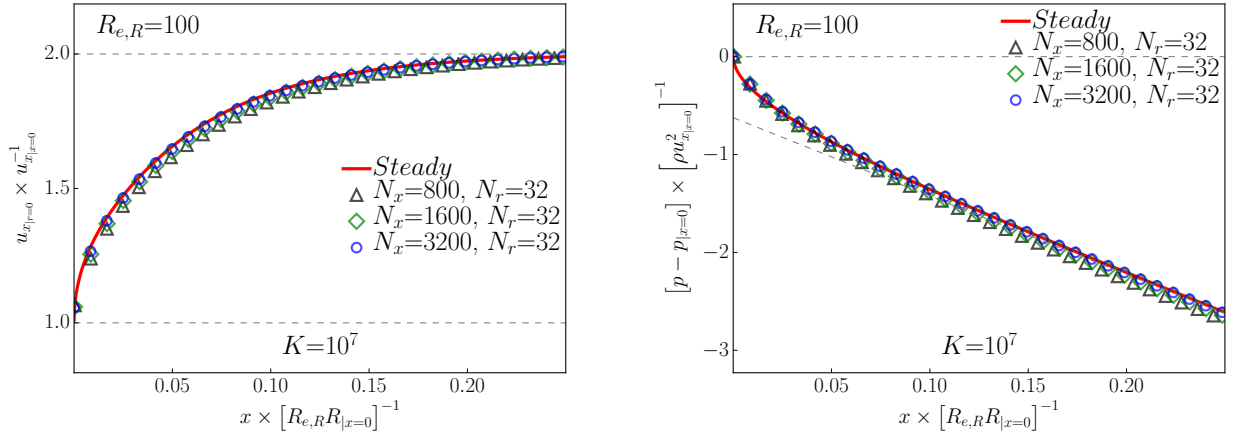 R_{e,R}=100
2.0
1.5
1.0
u_{x|r=0} × u^{-1}_{x|x=0}
Steady
N_x=800, N_r=32
N_x=1600, N_r=32
N_x=3200, N_r=32
K=10^7
0.05 0.10 0.15 0.20
x × [R_{e,R}R_{|x=0}]^{-1}
R_{e,R}=100
Steady
N_x=800, N_r=32
N_x=1600, N_r=32
N_x=3200, N_r=32
0
−1
−2
−3
[p − p_{|x=0}] × [ρu^2_{x|x=0}]^{-1}
K=10^7
0.05 0.10 0.15 0.20
x × [R_{e,R}R_{|x=0}]^{-1}